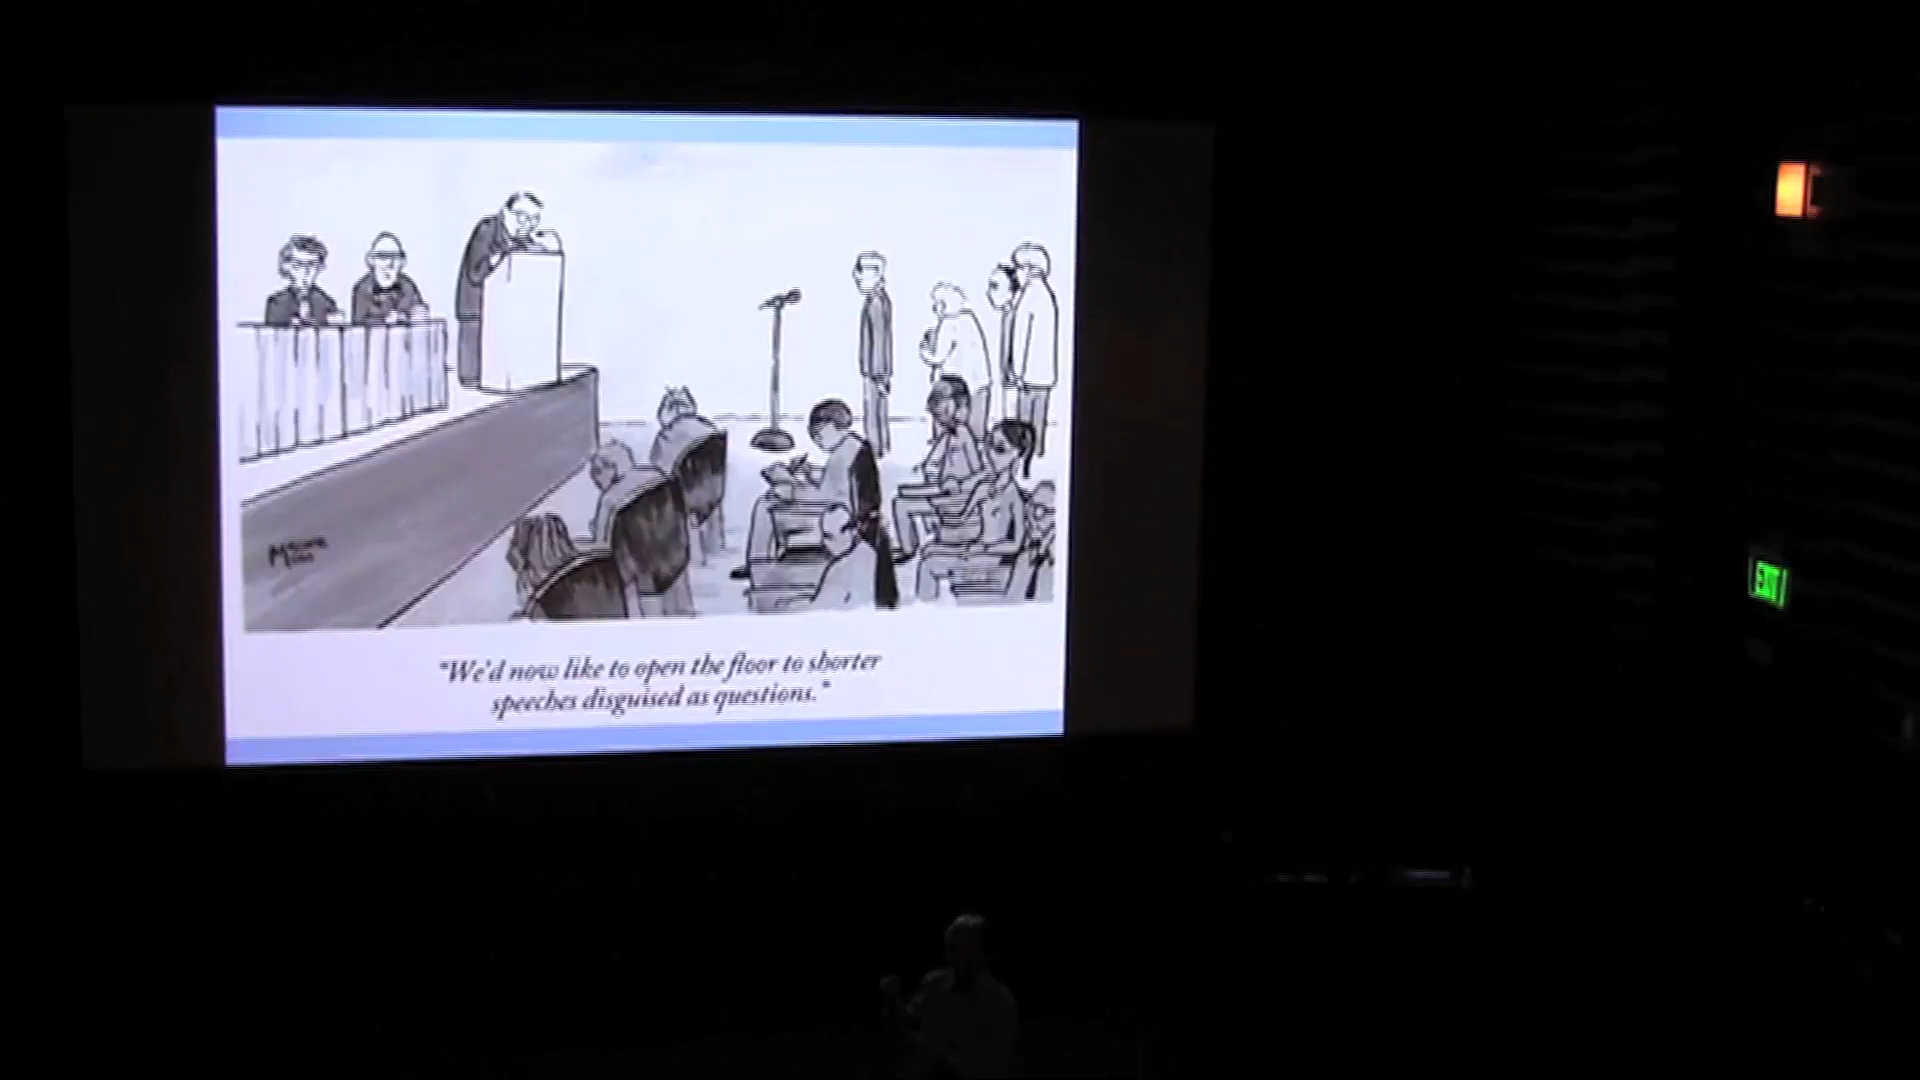 "We'd now like to open the floor to shorter
speeches disguised as questions."
EXIT